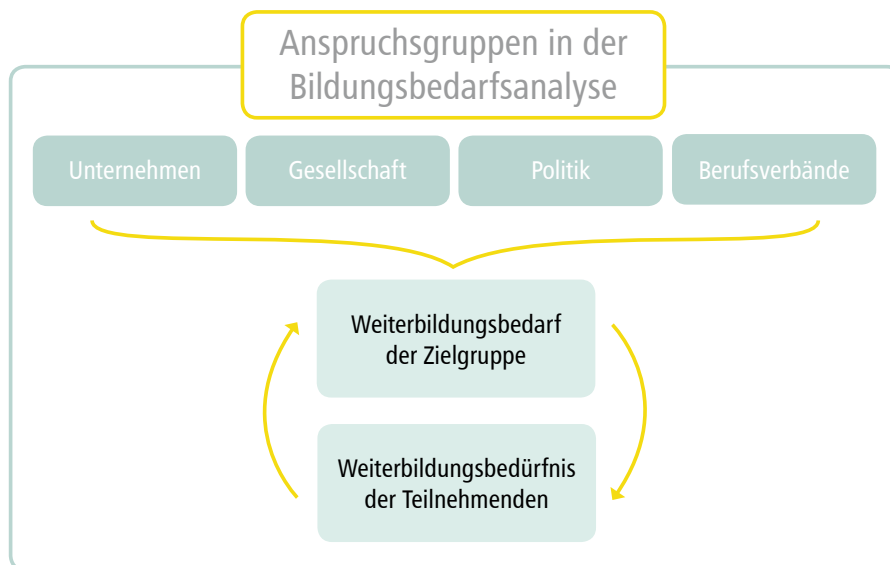 Anspruchsgruppen in der
Bildungsbedarfsanalyse
Unternehmen
Gesellschaft
Politik
Berufsverbände
Weiterbildungsbedarf
der Zielgruppe
Weiterbildungsbedürfnis
der Teilnehmenden